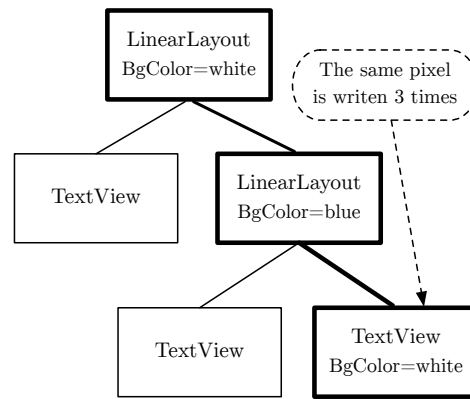 LinearLayout
BgColor=white
The same pixel
is writen 3 times
TextView
LinearLayout
BgColor=blue
TextView
TextView
BgColor=white